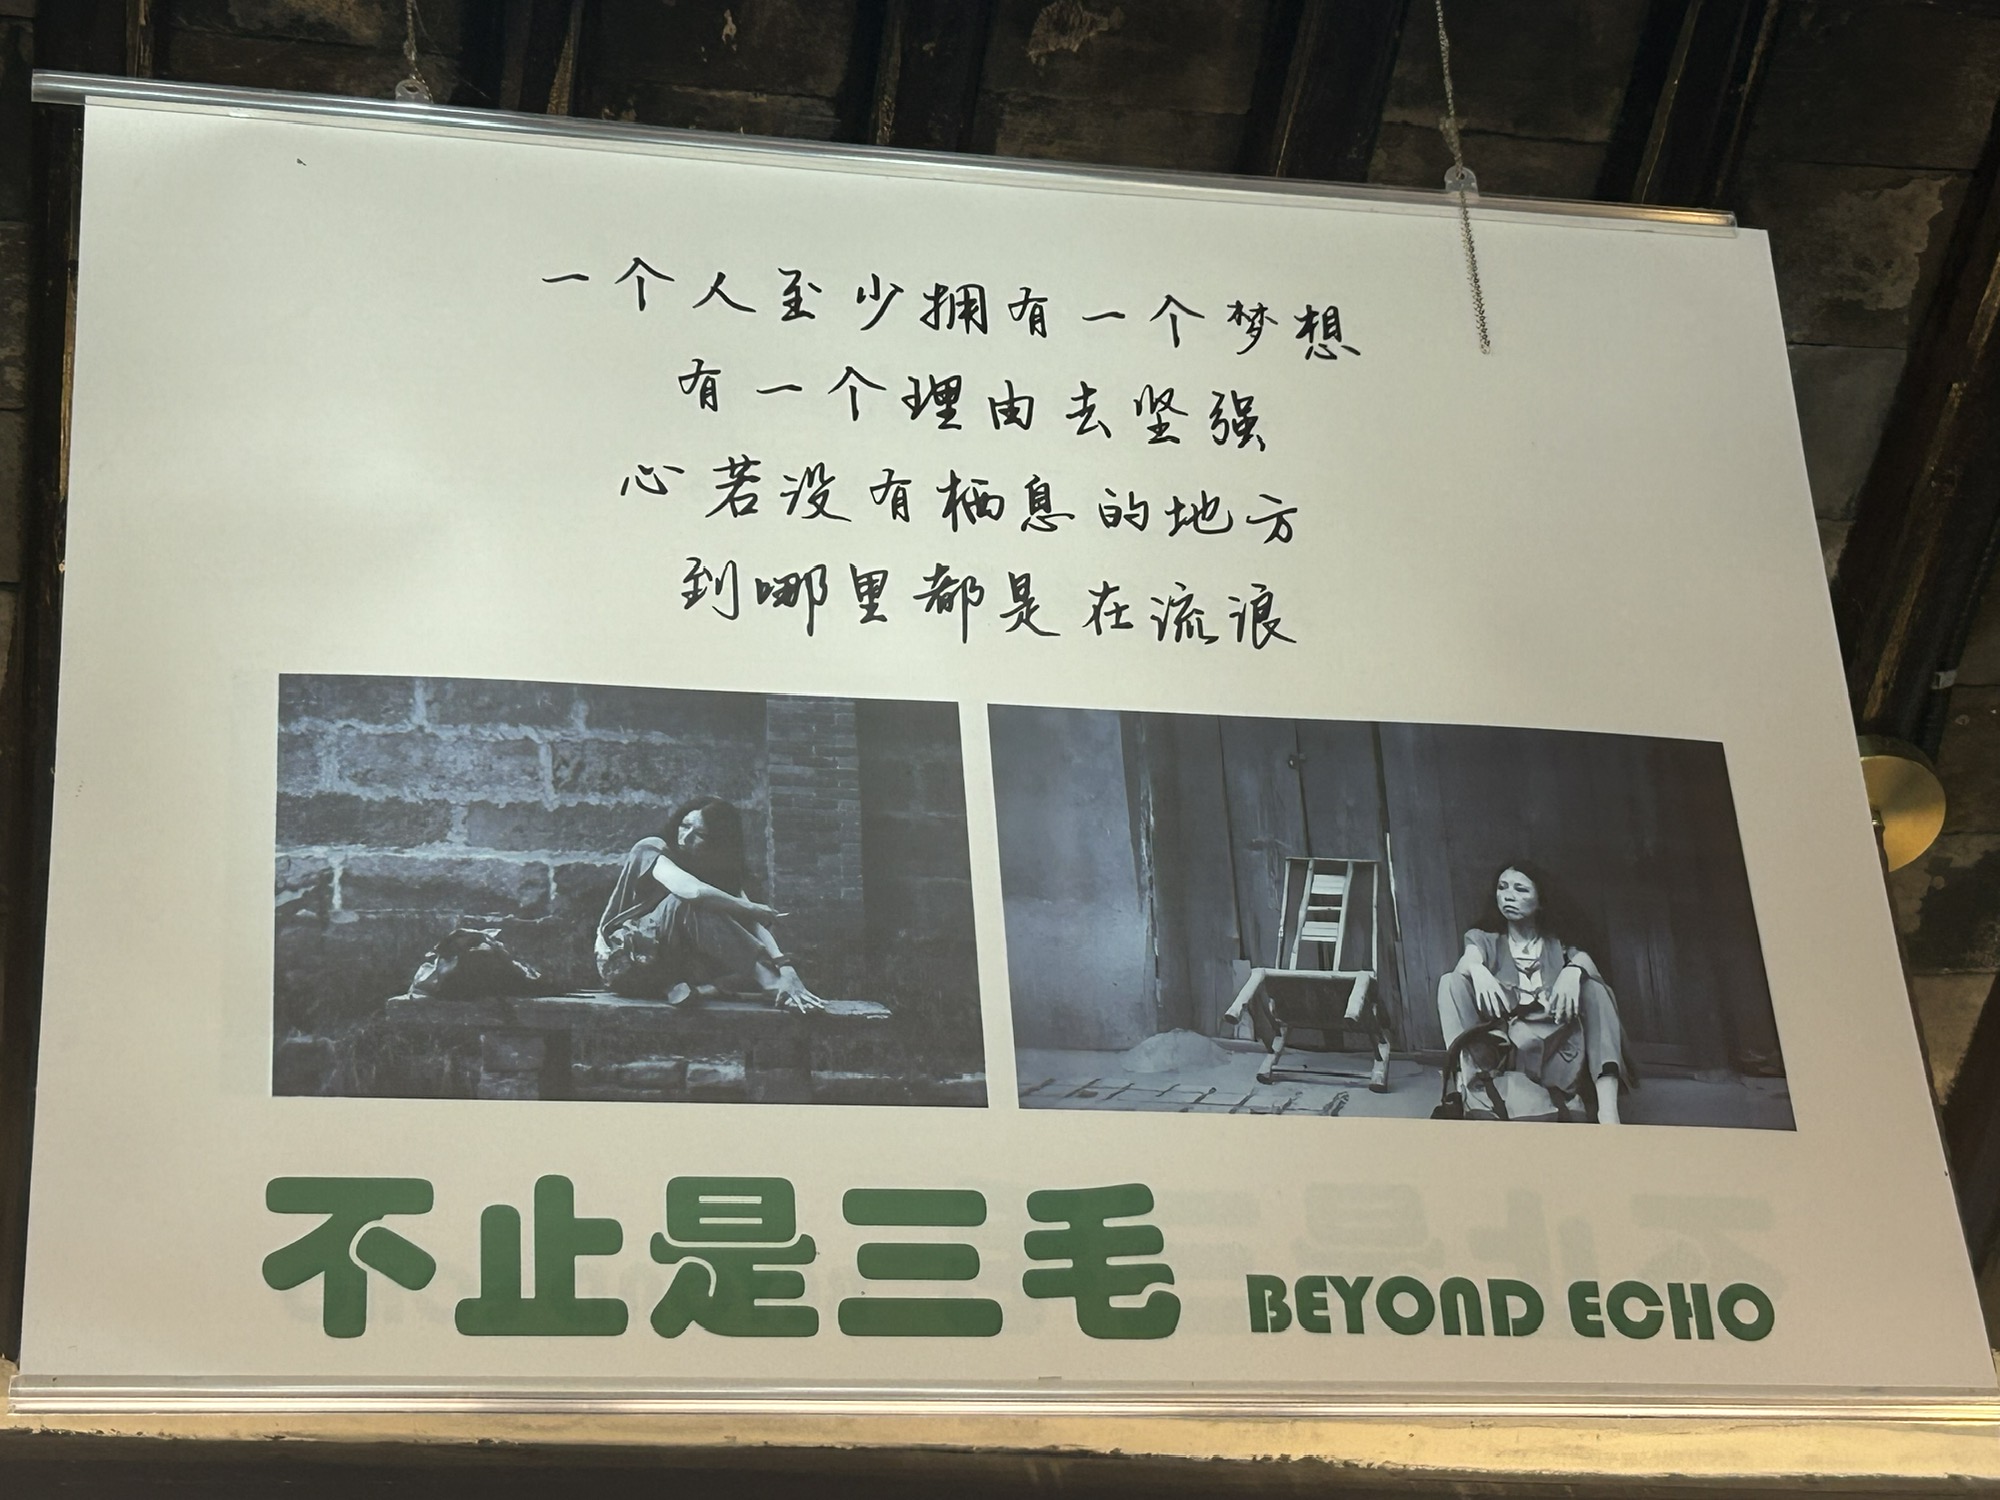 一个人至少拥有一个梦想
有一个理由去坚强
心若没有栖息的地方
到哪里都是在流浪
不止是三毛 BEYOND ECHO